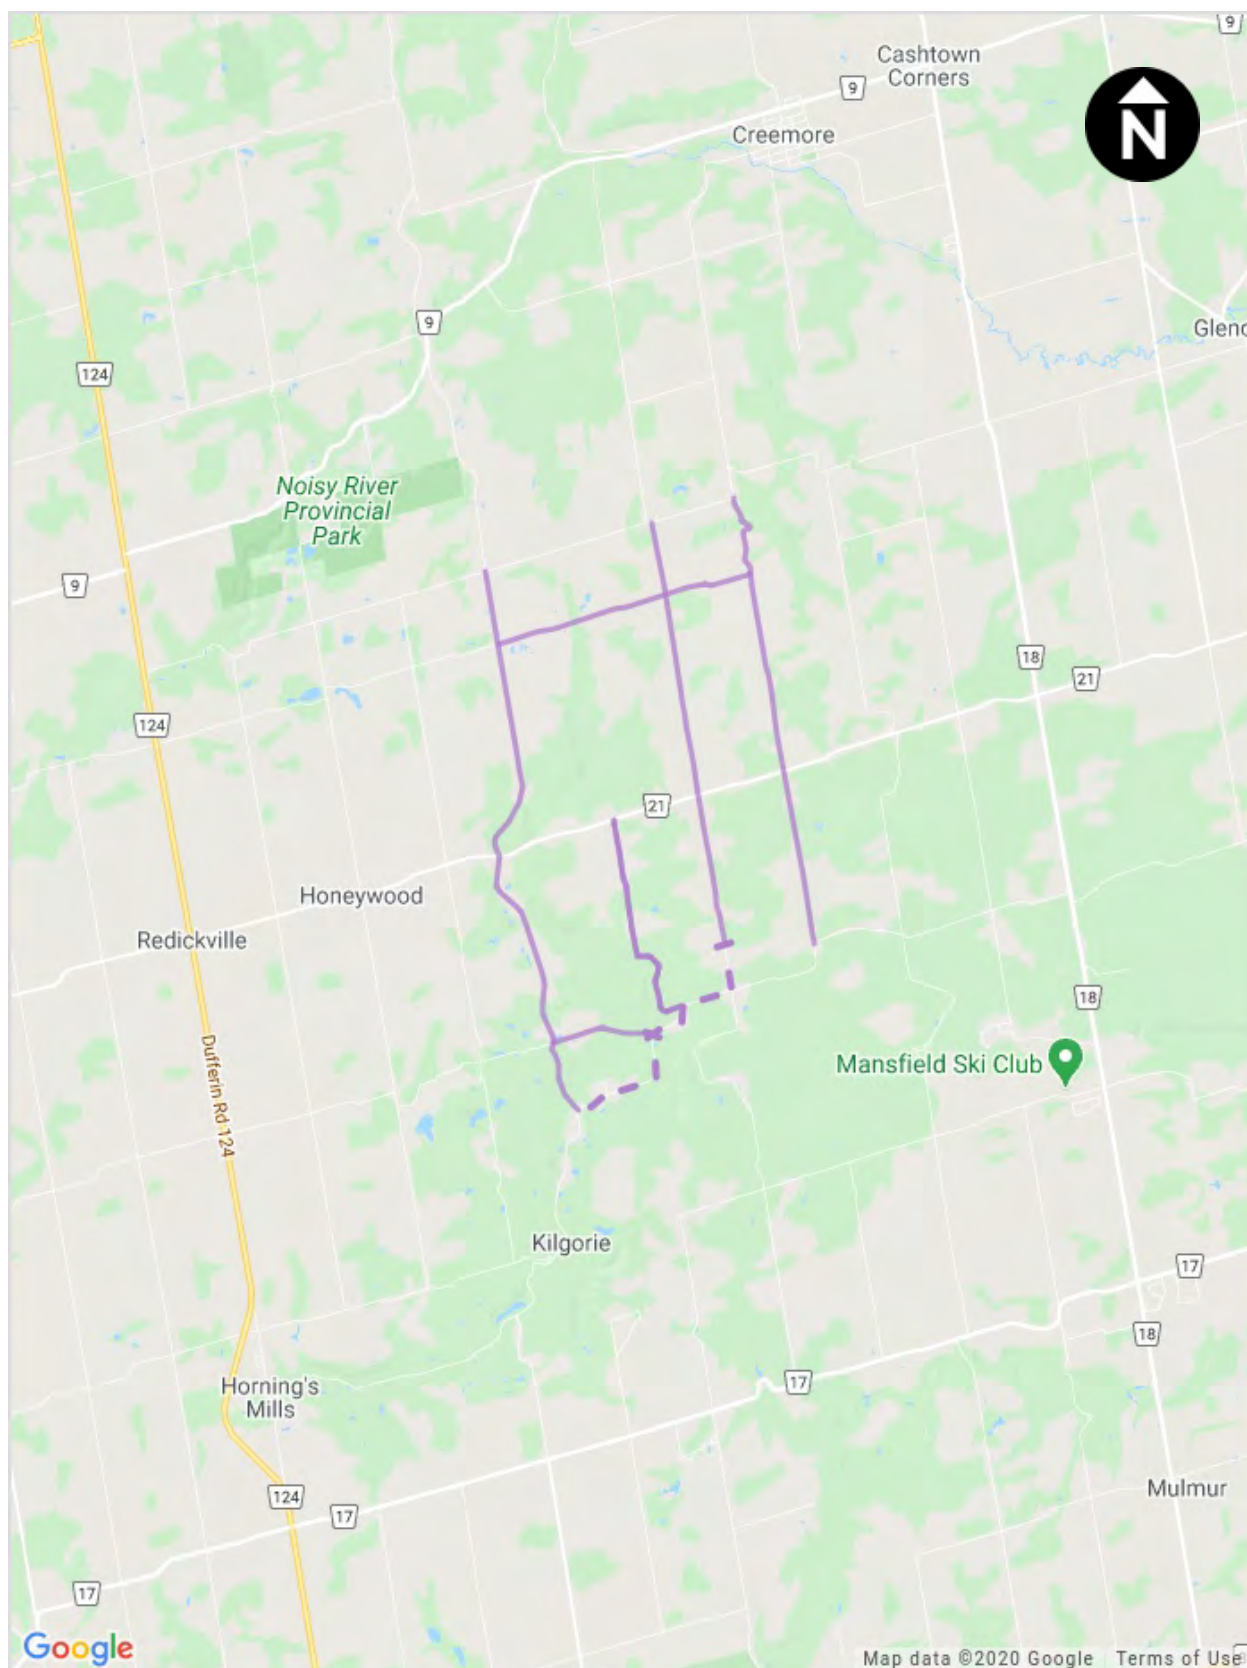 9
Cashtown
Corners
9
N
Creemore
9
Glenc
124
Noisy River
Provincial
Park
9
18
21
124
21
Honeywood
Redickville
18
Dufferin Rd 124
Mansfield Ski Club
Kilgorie
17
18
17
Horning's
Mills
Mulmur
124
17
17
Google
Map data ©2020 Google
Terms of Use